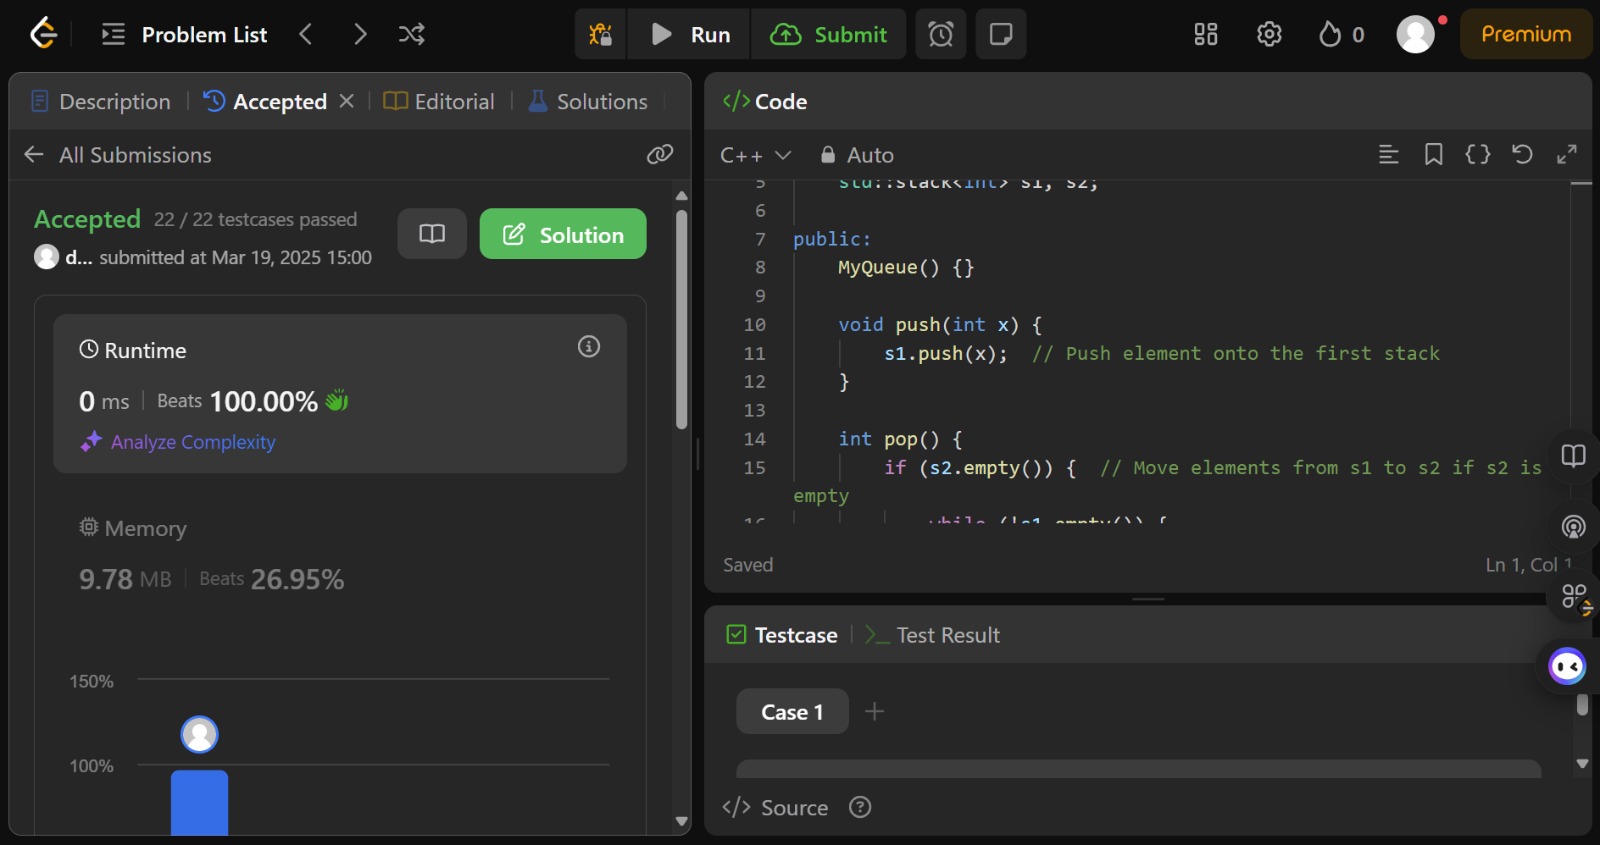 Problem List
Run
Submit
0
Premium
Description
Accepted
Editorial
Solutions
All Submissions
Accepted 22 / 22 testcases passed
d... submitted at Mar 19, 2025 15:00
Solution
Runtime
0 ms Beats 100.00%
Analyze Complexity
Memory
9.78 MB Beats 26.95%
150%
100%
</> Code
C++
Auto
5 std::stack<int> s1, s2;
6
7 public:
8 MyQueue() {}
9
10 void push(int x) {
11 s1.push(x); // Push element onto the first stack
12 }
13
14 int pop() {
15 if (s2.empty()) { // Move elements from s1 to s2 if s2 is
empty
16 while (!s1.empty()) {
Saved
Ln 1, Col 1
Testcase
Test Result
Case 1
</> Source